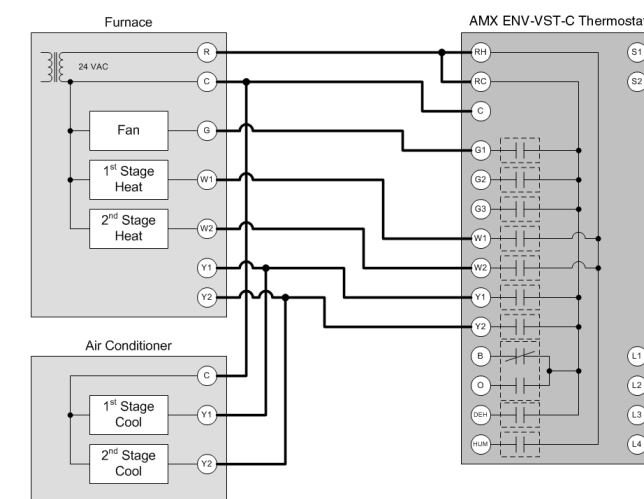 Furnace
AMX ENV-VST-C Thermostat
R
RH
S1
24 VAC
C
RC
S2
C
Fan
G
G1
1st Stage
Heat
W1
G2
G3
2nd Stage
Heat
W2
W1
Y1
W2
Y2
Y1
Y2
Air Conditioner
B
L1
C
O
L2
1st Stage
Cool
Y1
DEH
L3
2nd Stage
Cool
Y2
HUM
L4